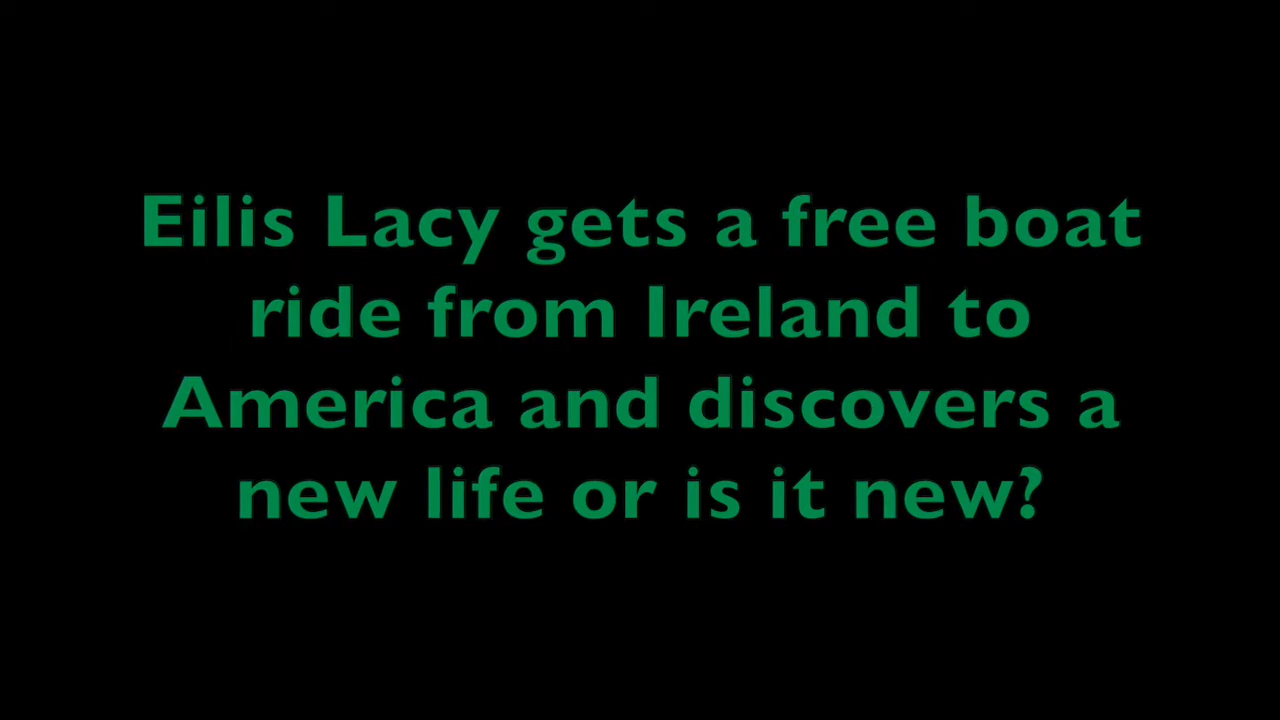 Eilis Lacy gets a free boat
ride from Ireland to
America and discovers a
new life or is it new?